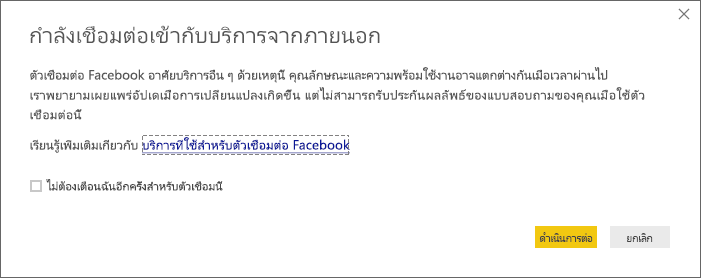 กำลังเชื่อมต่อเข้ากับบริการจากภายนอก
ตัวเชื่อมต่อ Facebook อาศัยบริการอื่น ๆ ด้วยเหตุนี้ คุณลักษณะและความพร้อมใช้งานอาจแตกต่างกันเมื่อเวลาผ่านไป
เราพยายามเผยแพร่อัปเดตเมื่อการเปลี่ยนแปลงเกิดขึ้น แต่ไม่สามารถรับประกันผลลัพธ์ของแบบสอบถามของคุณเมื่อใช้ตัว
เชื่อมต่อนี้
เรียนรู้เพิ่มเติมเกี่ยวกับ บริการที่ใช้สำหรับตัวเชื่อมต่อ Facebook
ไม่ต้องเตือนฉันอีกครั้งสำหรับตัวเชื่อมนี้
ดำเนินการต่อ
ยกเลิก